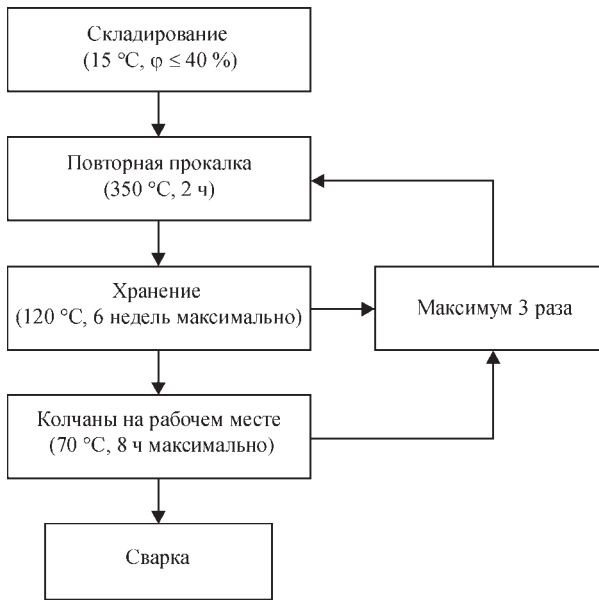 Складирование
(15 °C, φ ≤ 40 %)
Повторная прокалка
(350 °C, 2 ч)
Хранение
(120 °C, 6 недель максимально)
Максимум 3 раза
Колчаны на рабочем месте
(70 °C, 8 ч максимально)
Сварка